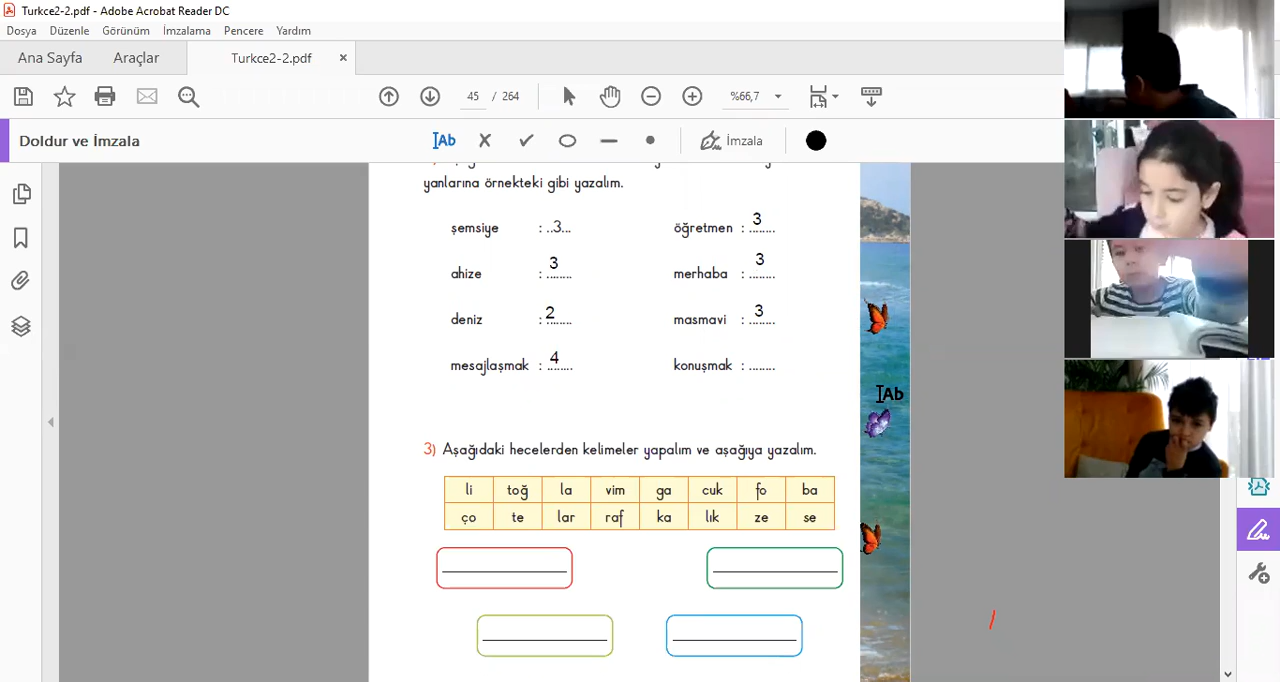 Turkce2-2.pdf - Adobe Acrobat Reader DC
Dosya Düzenle Görünüm İmzalama Pencere Yardım
Ana Sayfa Araçlar Turkce2-2.pdf ×
45 / 264 %66,7
Doldur ve İmzala Ab İmzala
yanlarına örnekteki gibi yazalım.
şemsiye : ..3... öğretmen : 3
ahize : 3 merhaba : 3
deniz : 2 masmavi : 3
mesajlaşmak : 4 konuşmak : ........
Ab
3) Aşağıdaki hecelerden kelimeler yapalım ve aşağıya yazalım.
li toğ la vim ga cuk fo ba
ço te lar raf ka lık ze se